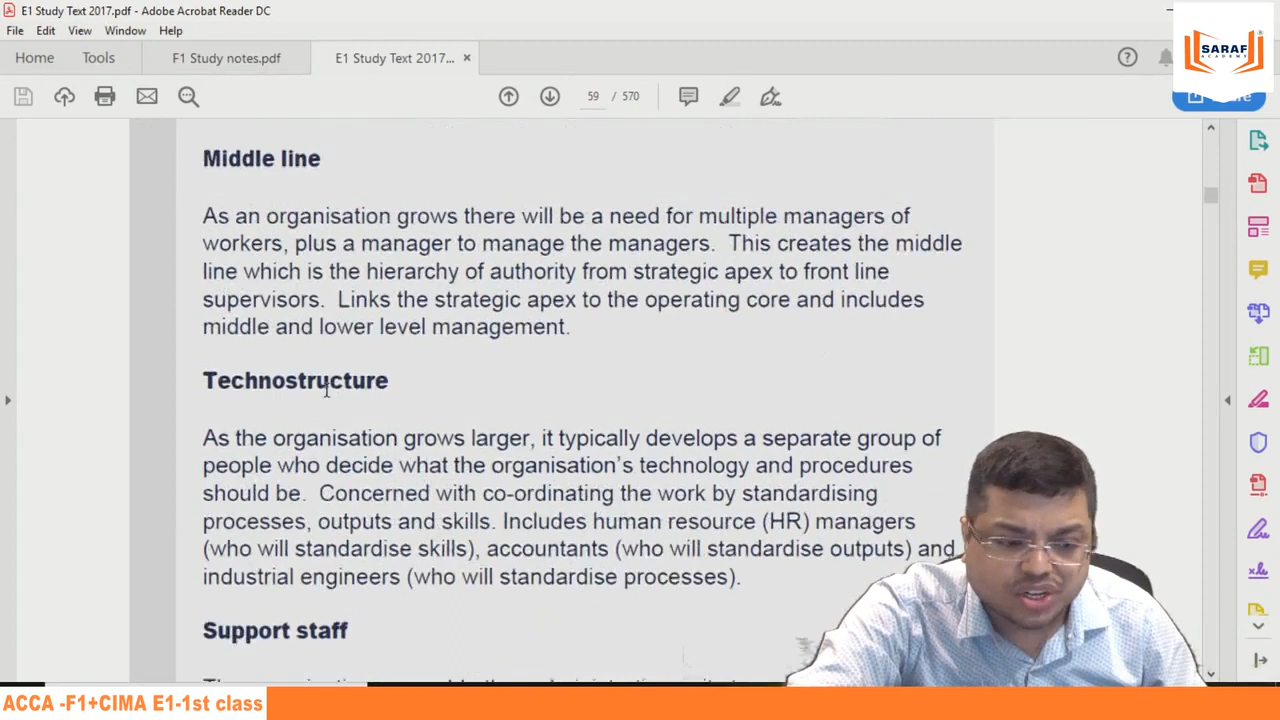 E1 Study Text 2017.pdf - Adobe Acrobat Reader DC
File Edit View Window Help
Home Tools F1 Study notes.pdf E1 Study Text 2017... ×
59 / 570
SARAF
ACADEMY
Middle line
As an organisation grows there will be a need for multiple managers of
workers, plus a manager to manage the managers. This creates the middle
line which is the hierarchy of authority from strategic apex to front line
supervisors. Links the strategic apex to the operating core and includes
middle and lower level management.
Technostructure
As the organisation grows larger, it typically develops a separate group of
people who decide what the organisation's technology and procedures
should be. Concerned with co-ordinating the work by standardising
processes, outputs and skills. Includes human resource (HR) managers
(who will standardise skills), accountants (who will standardise outputs) and
industrial engineers (who will standardise processes).
Support staff
ACCA -F1+CIMA E1-1st class